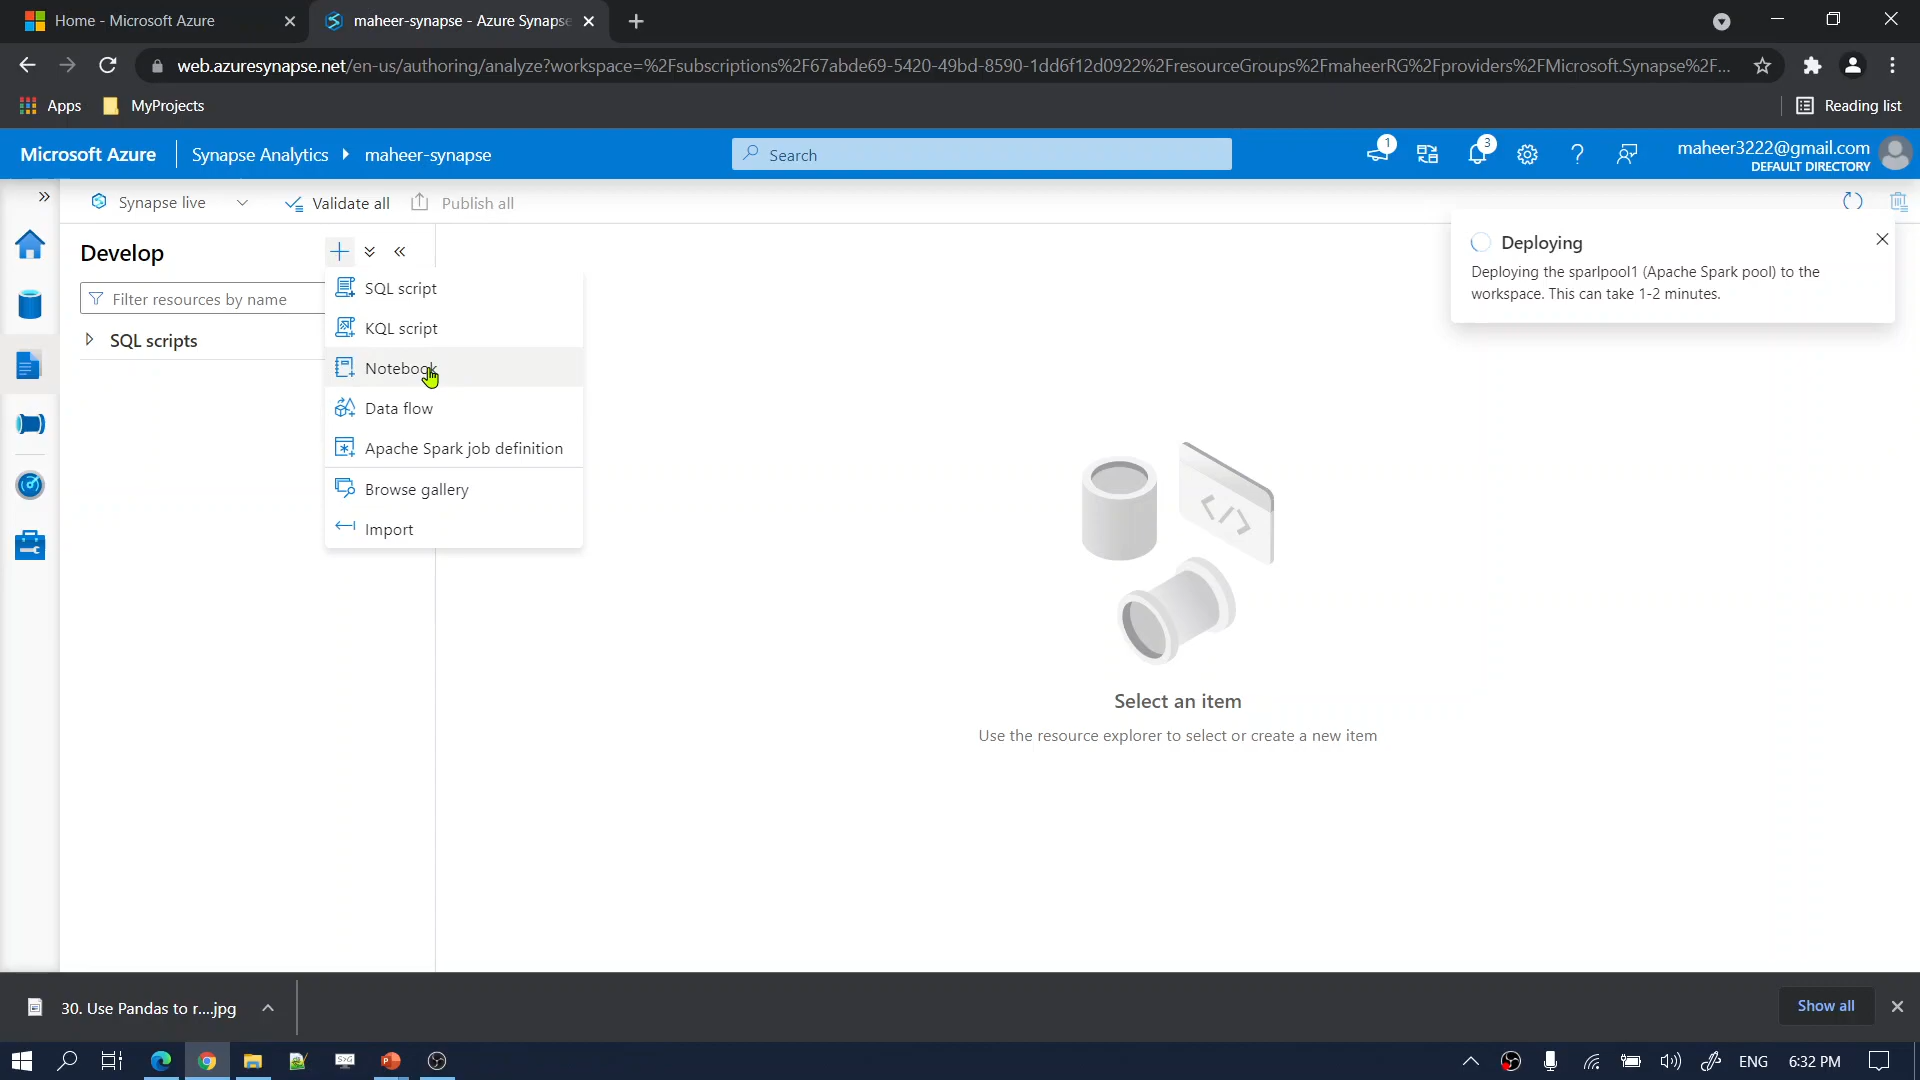 Home - Microsoft Azure
maheer-synapse - Azure Synapse
web.azuresynapse.net/en-us/authoring/analyze?workspace=%2Fsubscriptions%2F67abde69-5420-49bd-8590-1dd6f12d0922%2FresourceGroups%2FmaheerRG%2Fproviders%2FMicrosoft.Synapse%2F...
Apps
MyProjects
Reading list
Microsoft Azure
Synapse Analytics
maheer-synapse
Search
1
3
maheer3222@gmail.com
DEFAULT DIRECTORY
Synapse live
Validate all
Publish all
Develop
Filter resources by name
SQL scripts
SQL script
KQL script
Notebook
Data flow
Apache Spark job definition
Browse gallery
Import
Deploying
Deploying the sparlpool1 (Apache Spark pool) to the
workspace. This can take 1-2 minutes.
Select an item
Use the resource explorer to select or create a new item
30. Use Pandas to r....jpg
Show all
ENG
6:32 PM